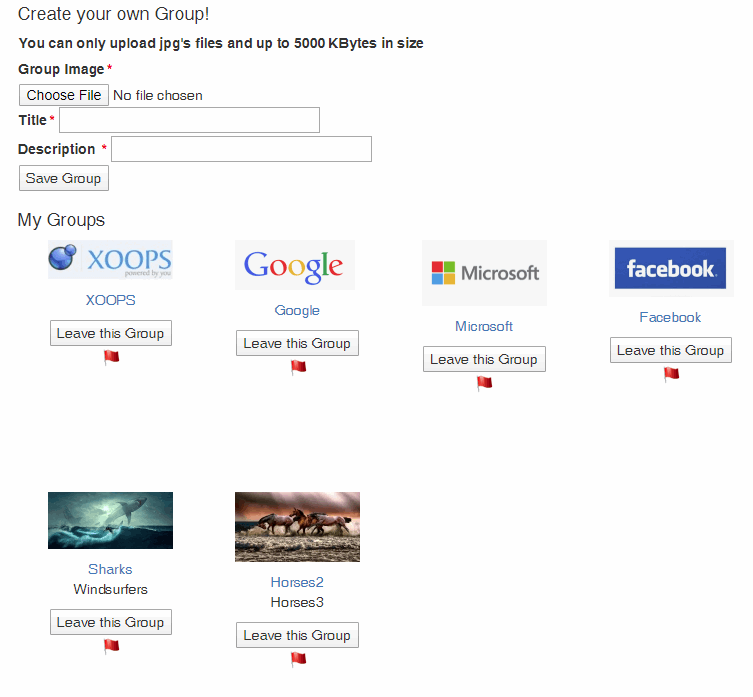 Create your own Group!
You can only upload jpg's files and up to 5000 KBytes in size
Group Image *
Choose File No file chosen
Title *
Description *
Save Group
My Groups
XOOPS
powered by you
XOOPS
Leave this Group
Google
Google
Leave this Group
Microsoft
Microsoft
Leave this Group
facebook.
Facebook
Leave this Group
Sharks
Windsurfers
Leave this Group
Horses2
Horses3
Leave this Group